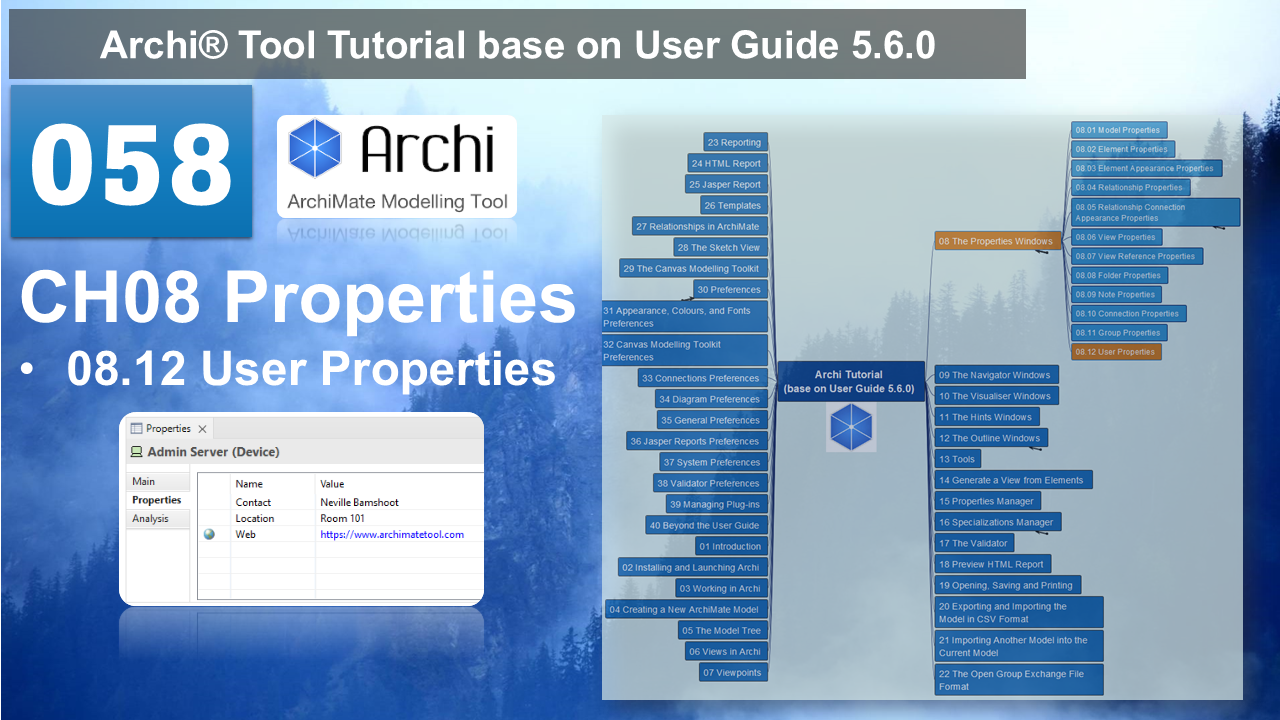 Archi® Tool Tutorial base on User Guide 5.6.0
058
Archi
ArchiMate Modelling Tool
CH08 Properties
• 08.12 User Properties
Properties
Admin Server (Device)
Main
Properties
Analysis
Name Value
Contact Neville Bamshoot
Location Room 101
Web https://www.archimatetool.com
23 Reporting
24 HTML Report
25 Jasper Report
26 Templates
27 Relationships in ArchiMate
28 The Sketch View
29 The Canvas Modelling Toolkit
30 Preferences
31 Appearance, Colours, and Fonts
Preferences
32 Canvas Modelling Toolkit
Preferences
33 Connections Preferences
34 Diagram Preferences
35 General Preferences
36 Jasper Reports Preferences
37 System Preferences
38 Validator Preferences
39 Managing Plug-ins
40 Beyond the User Guide
01 Introduction
02 Installing and Launching Archi
03 Working in Archi
04 Creating a New ArchiMate Model
05 The Model Tree
06 Views in Archi
07 Viewpoints
Archi Tutorial
(base on User Guide 5.6.0)
08 The Properties Windows
08.01 Model Properties
08.02 Element Properties
08.03 Element Appearance Properties
08.04 Relationship Properties
08.05 Relationship Connection
Appearance Properties
08.06 View Properties
08.07 View Reference Properties
08.08 Folder Properties
08.09 Note Properties
08.10 Connection Properties
08.11 Group Properties
08.12 User Properties
09 The Navigator Windows
10 The Visualiser Windows
11 The Hints Windows
12 The Outline Windows
13 Tools
14 Generate a View from Elements
15 Properties Manager
16 Specializations Manager
17 The Validator
18 Preview HTML Report
19 Opening, Saving and Printing
20 Exporting and Importing the
Model in CSV Format
21 Importing Another Model into the
Current Model
22 The Open Group Exchange File
Format